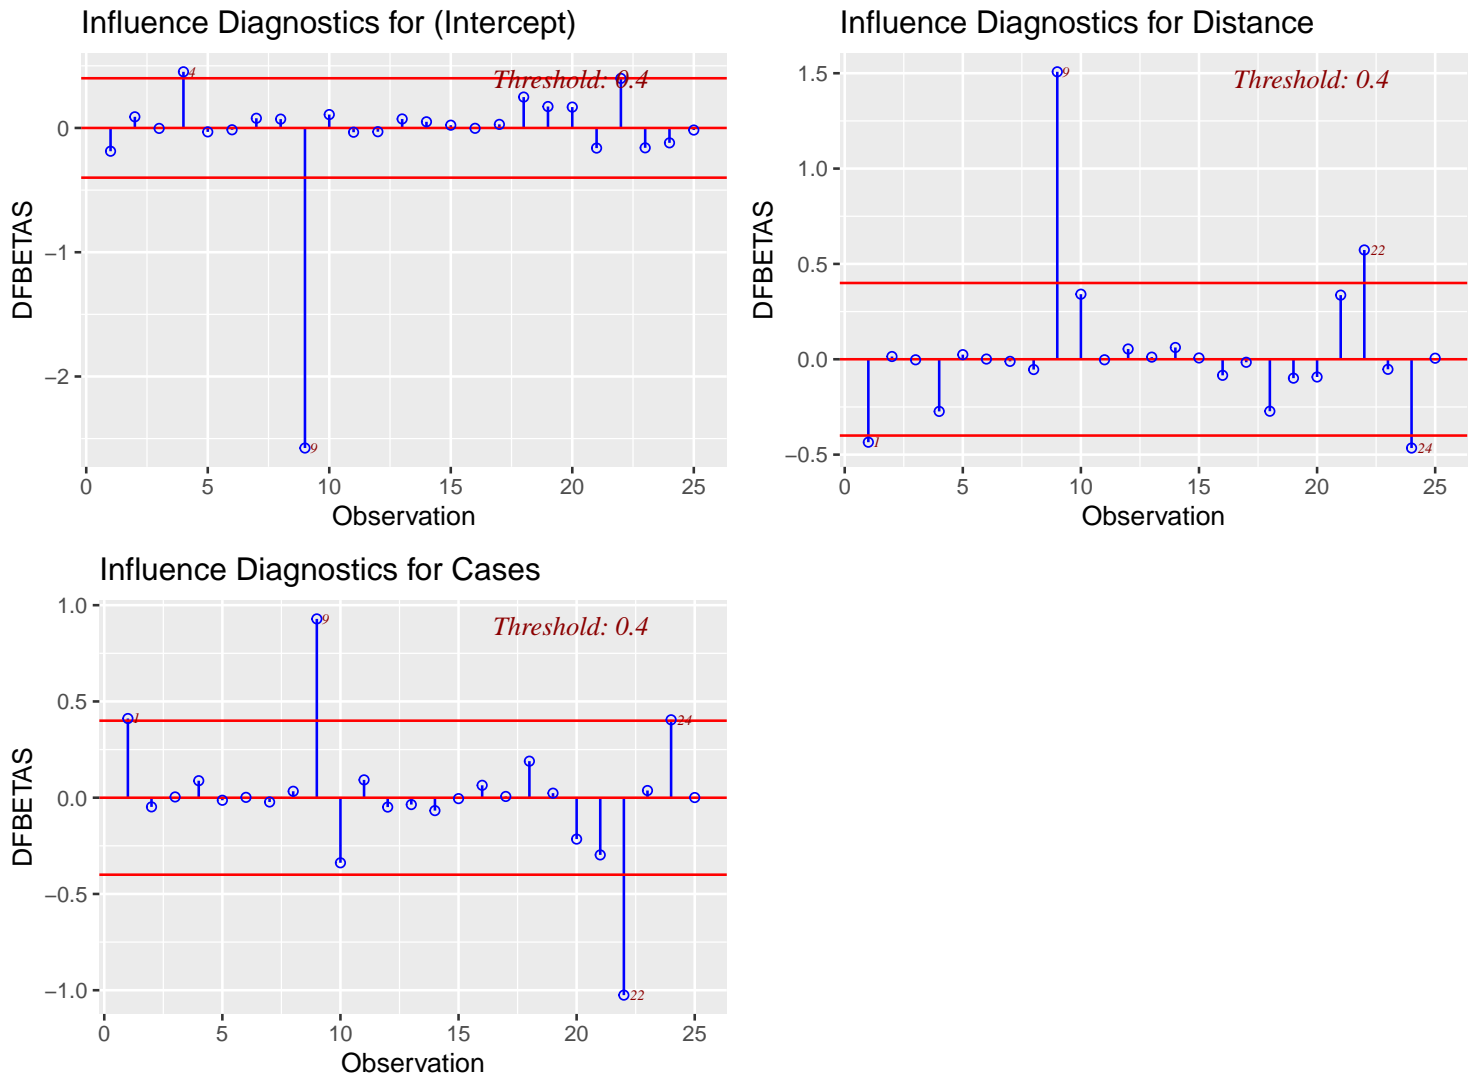 Influence Diagnostics for (Intercept)
Threshold: 0.4
4
9
0
−1
−2
DFBETAS
0 5 10 15 20 25
Observation
Influence Diagnostics for Distance
Threshold: 0.4
9
22
1
24
1.5
1.0
0.5
0.0
−0.5
DFBETAS
0 5 10 15 20 25
Observation
Influence Diagnostics for Cases
Threshold: 0.4
9
1
24
22
1.0
0.5
0.0
−0.5
−1.0
DFBETAS
0 5 10 15 20 25
Observation